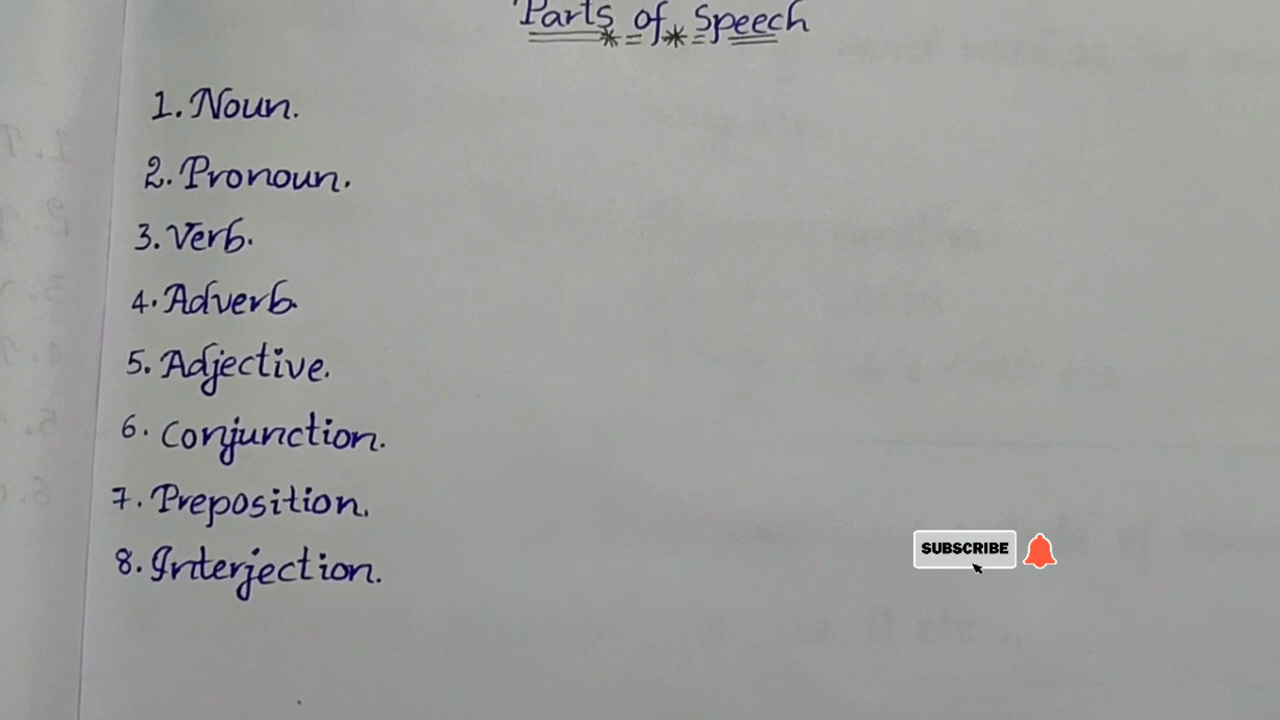 Parts of Speech
1. Noun.
2. Pronoun.
3. Verb.
4. Adverb.
5. Adjective.
6. Conjunction.
7. Preposition.
8. Interjection.
SUBSCRIBE